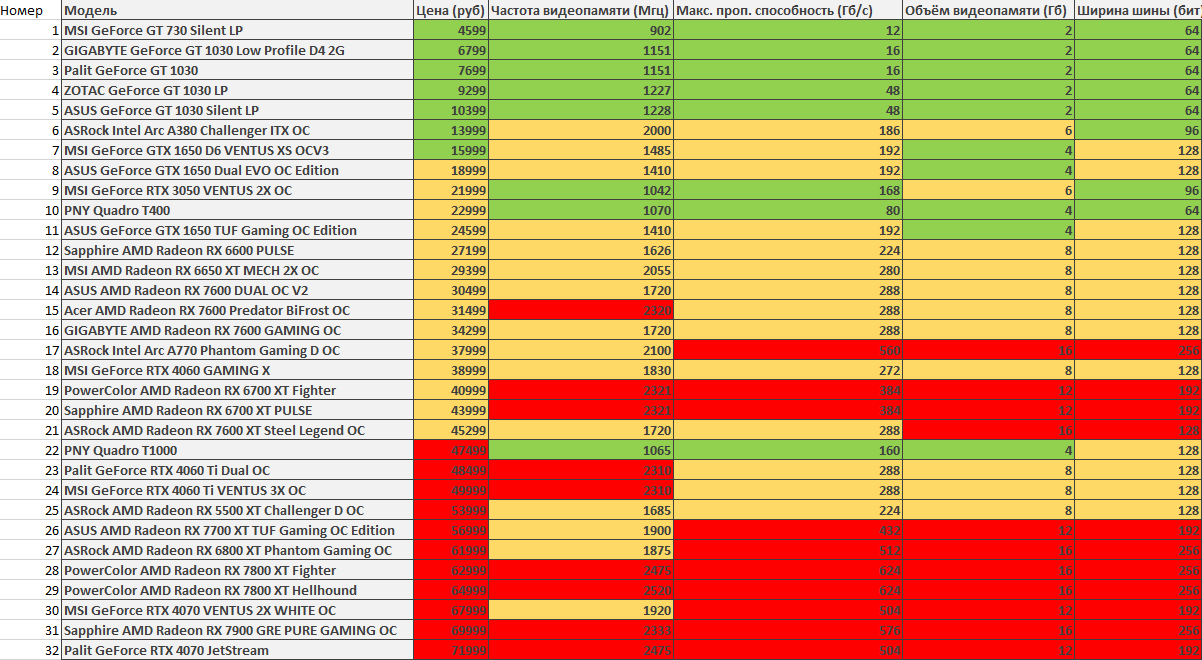 Номер Модель Цена (руб) Частота видеопамяти (Мгц) Макс. проп. способность (Гб/с) Объём видеопамяти (Гб) Ширина шины (бит)
1 MSI GeForce GT 730 Silent LP 4599 902 12 2 64
2 GIGABYTE GeForce GT 1030 Low Profile D4 2G 6799 1151 16 2 64
3 Palit GeForce GT 1030 7699 1151 16 2 64
4 ZOTAC GeForce GT 1030 LP 9299 1227 48 2 64
5 ASUS GeForce GT 1030 Silent LP 10399 1228 48 2 64
6 ASRock Intel Arc A380 Challenger ITX OC 13999 2000 186 6 96
7 MSI GeForce GTX 1650 D6 VENTUS XS OCV3 15999 1485 192 4 128
8 ASUS GeForce GTX 1650 Dual EVO OC Edition 18999 1410 192 4 128
9 MSI GeForce RTX 3050 VENTUS 2X OC 21999 1042 168 6 96
10 PNY Quadro T400 22999 1070 80 4 64
11 ASUS GeForce GTX 1650 TUF Gaming OC Edition 24599 1410 192 4 128
12 Sapphire AMD Radeon RX 6600 PULSE 27199 1626 224 8 128
13 MSI AMD Radeon RX 6650 XT MECH 2X OC 29399 2055 280 8 128
14 ASUS AMD Radeon RX 7600 DUAL OC V2 30499 1720 288 8 128
15 Acer AMD Radeon RX 7600 Predator BiFrost OC 31499 2320 288 8 128
16 GIGABYTE AMD Radeon RX 7600 GAMING OC 34299 1720 288 8 128
17 ASRock Intel Arc A770 Phantom Gaming D OC 37999 2100 560 16 256
18 MSI GeForce RTX 4060 GAMING X 38999 1830 272 8 128
19 PowerColor AMD Radeon RX 6700 XT Fighter 40999 2321 384 12 192
20 Sapphire AMD Radeon RX 6700 XT PULSE 43999 2321 384 12 192
21 ASRock AMD Radeon RX 7600 XT Steel Legend OC 45299 1720 288 16 128
22 PNY Quadro T1000 47499 1065 160 4 128
23 Palit GeForce RTX 4060 Ti Dual OC 48499 2310 288 8 128
24 MSI GeForce RTX 4060 Ti VENTUS 3X OC 49999 2310 288 8 128
25 ASRock AMD Radeon RX 5500 XT Challenger D OC 53999 1685 224 8 128
26 ASUS AMD Radeon RX 7700 XT TUF Gaming OC Edition 56999 1900 432 12 192
27 ASRock AMD Radeon RX 6800 XT Phantom Gaming OC 61999 1875 512 16 256
28 PowerColor AMD Radeon RX 7800 XT Fighter 62999 2475 624 16 256
29 PowerColor AMD Radeon RX 7800 XT Hellhound 64999 2520 624 16 256
30 MSI GeForce RTX 4070 VENTUS 2X WHITE OC 67999 1920 504 12 192
31 Sapphire AMD Radeon RX 7900 GRE PURE GAMING OC 69999 2333 576 16 256
32 Palit GeForce RTX 4070 JetStream 71999 2475 504 12 192